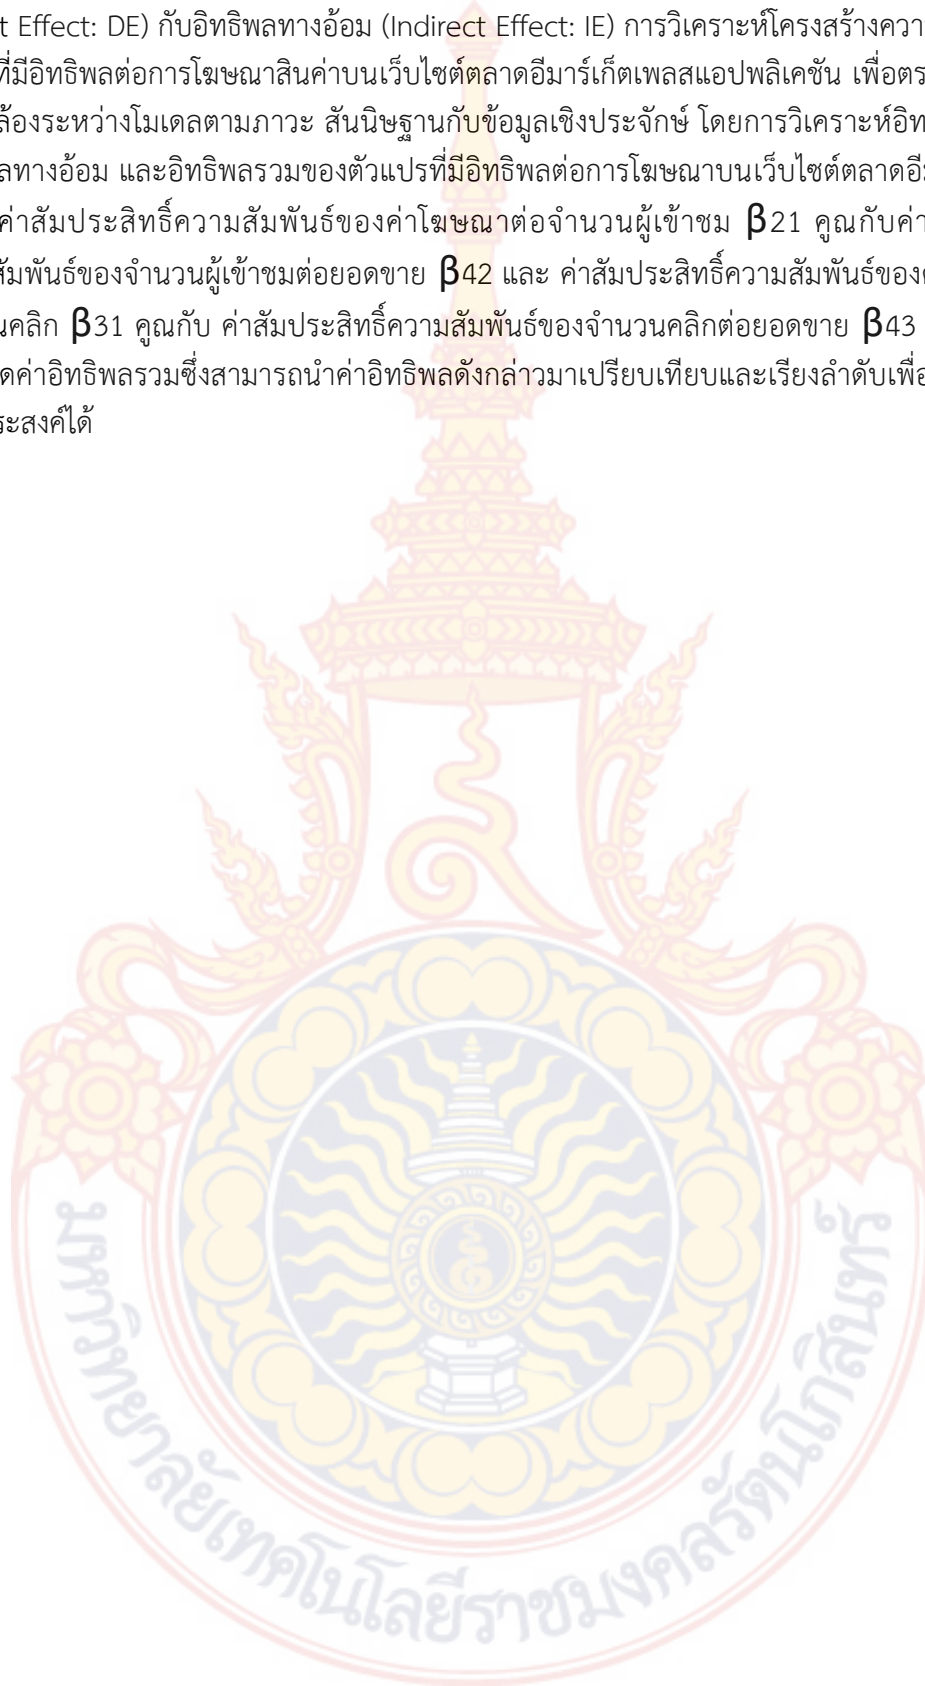 t Effect: DE) กับอิทธิพลทางอ้อม (Indirect Effect: IE) การวิเคราะห์โครงสร้างควา
ที่มีอิทธิพลต่อการโฆษณาสินค่าบนเว็บไซต์ตลาดอีมาร์เก็ตเพลสแอปพลิเคชัน เพื่อตร
ล้องระหว่างโมเดลตามภาวะ สันนิษฐานกับข้อมูลเชิงประจักษ์ โดยการวิเคราะห์อิท
ลทางอ้อม และอิทธิพลรวมของตัวแปรที่มีอิทธิพลต่อการโฆษณาบนเว็บไซต์ตลาดอี
ค่าสัมประสิทธิ์ความสัมพันธ์ของค่าโฆษณาต่อจำนวนผู้เข้าชม β21 คูณกับค่า
สัมพันธ์ของจำนวนผู้เข้าชมต่อยอดขาย β42 และ ค่าสัมประสิทธิ์ความสัมพันธ์ของ
นคลิก β31 คูณกับ ค่าสัมประสิทธิ์ความสัมพันธ์ของจำนวนคลิกต่อยอดขาย β43
ดค่าอิทธิพลรวมซึ่งสามารถนำค่าอิทธิพลดังกล่าวมาเปรียบเทียบและเรียงลำดับเพื่อ
ระสงค์ได้
มหาวิทยาลัยเทคโนโลยีราชมงคลรัตนโกสินทร์